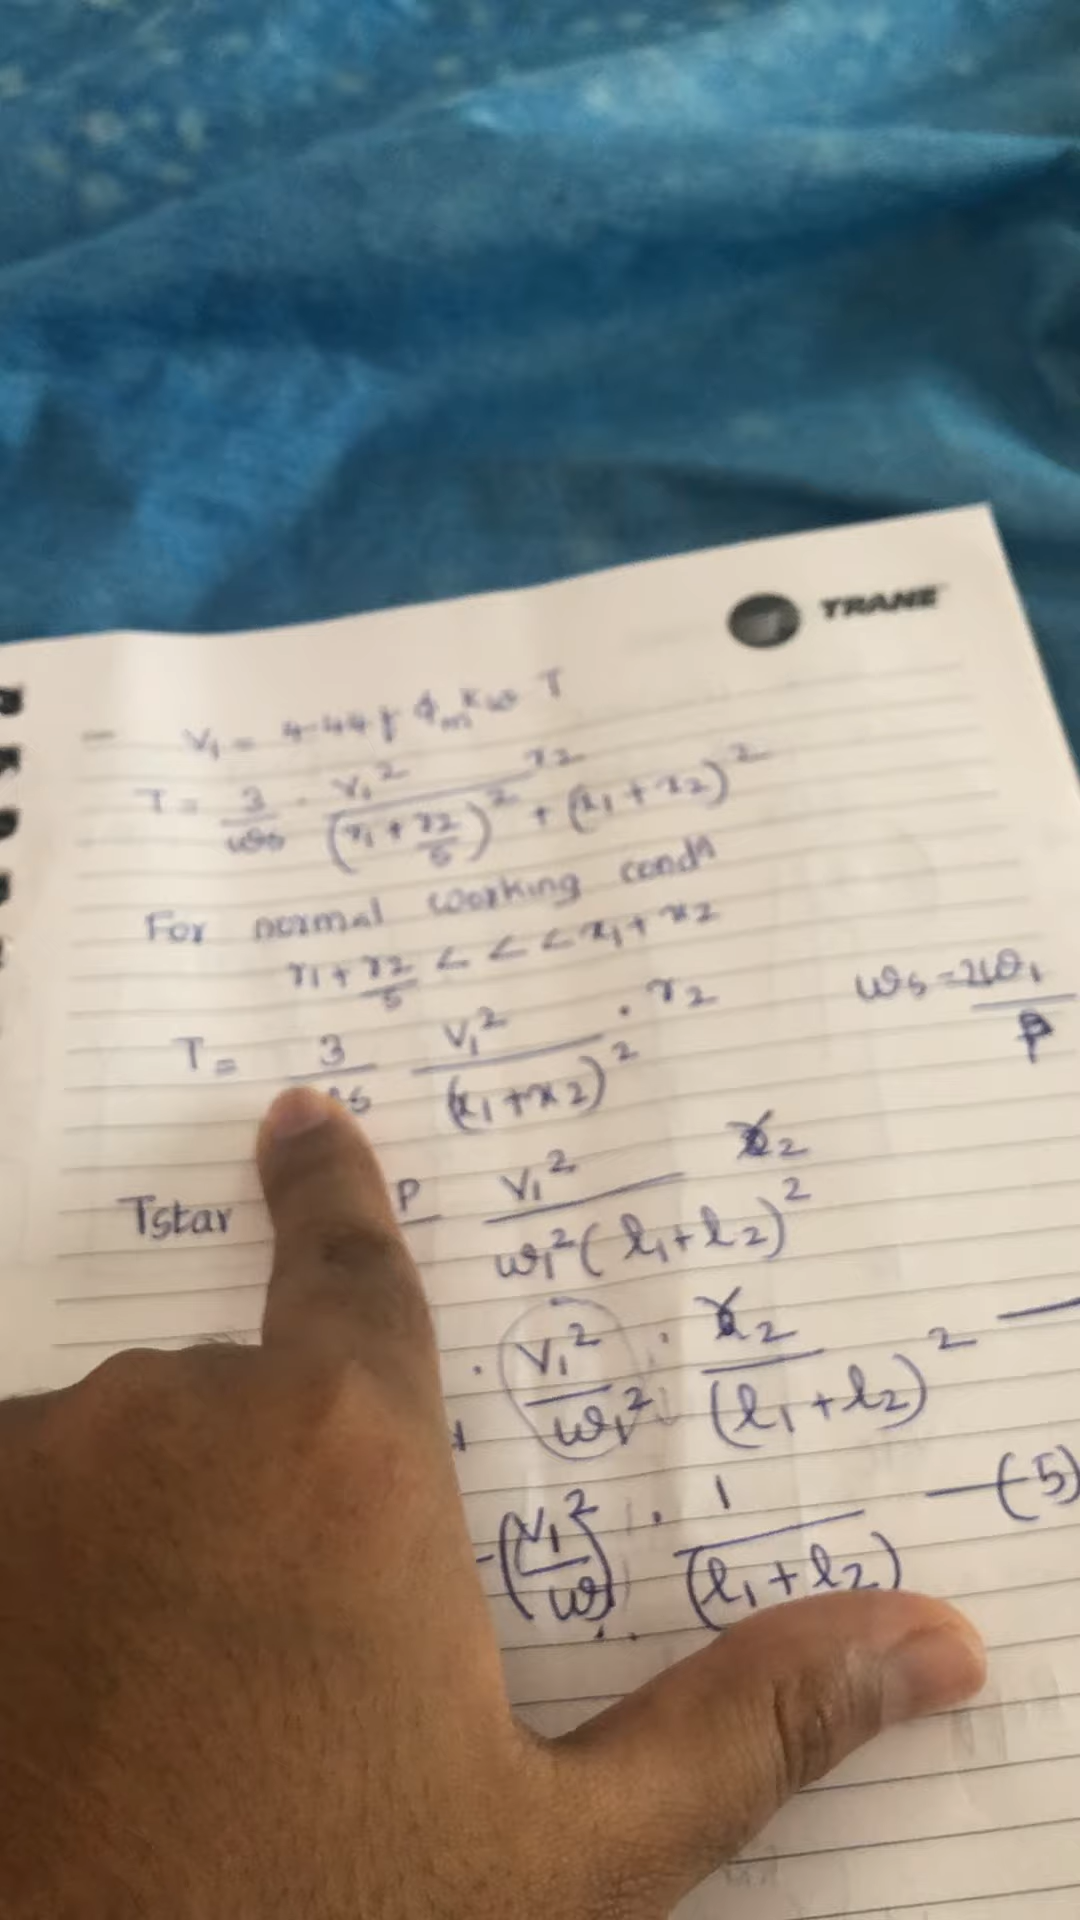 TRANE
V₁ = 4.44 f ϕₘ Kω T
T = 3/ωs · V₁² r₂ / (r₁ + r₂/s)² + (x₁ + x₂)²
For normal working condⁿ
r₁ + r₂/s < < < x₁ + x₂
T = 3/ s V₁²/(x₁ + x₂)² · r₂
ωs = 2ω₁/P
Tstar P V₁² r₂ / ω₁² (l₁ + l₂)²
· V₁²/ω₁² · r₂/(l₁ + l₂)² —
(V₁²/ω₁) · 1/(l₁ + l₂) — (5)